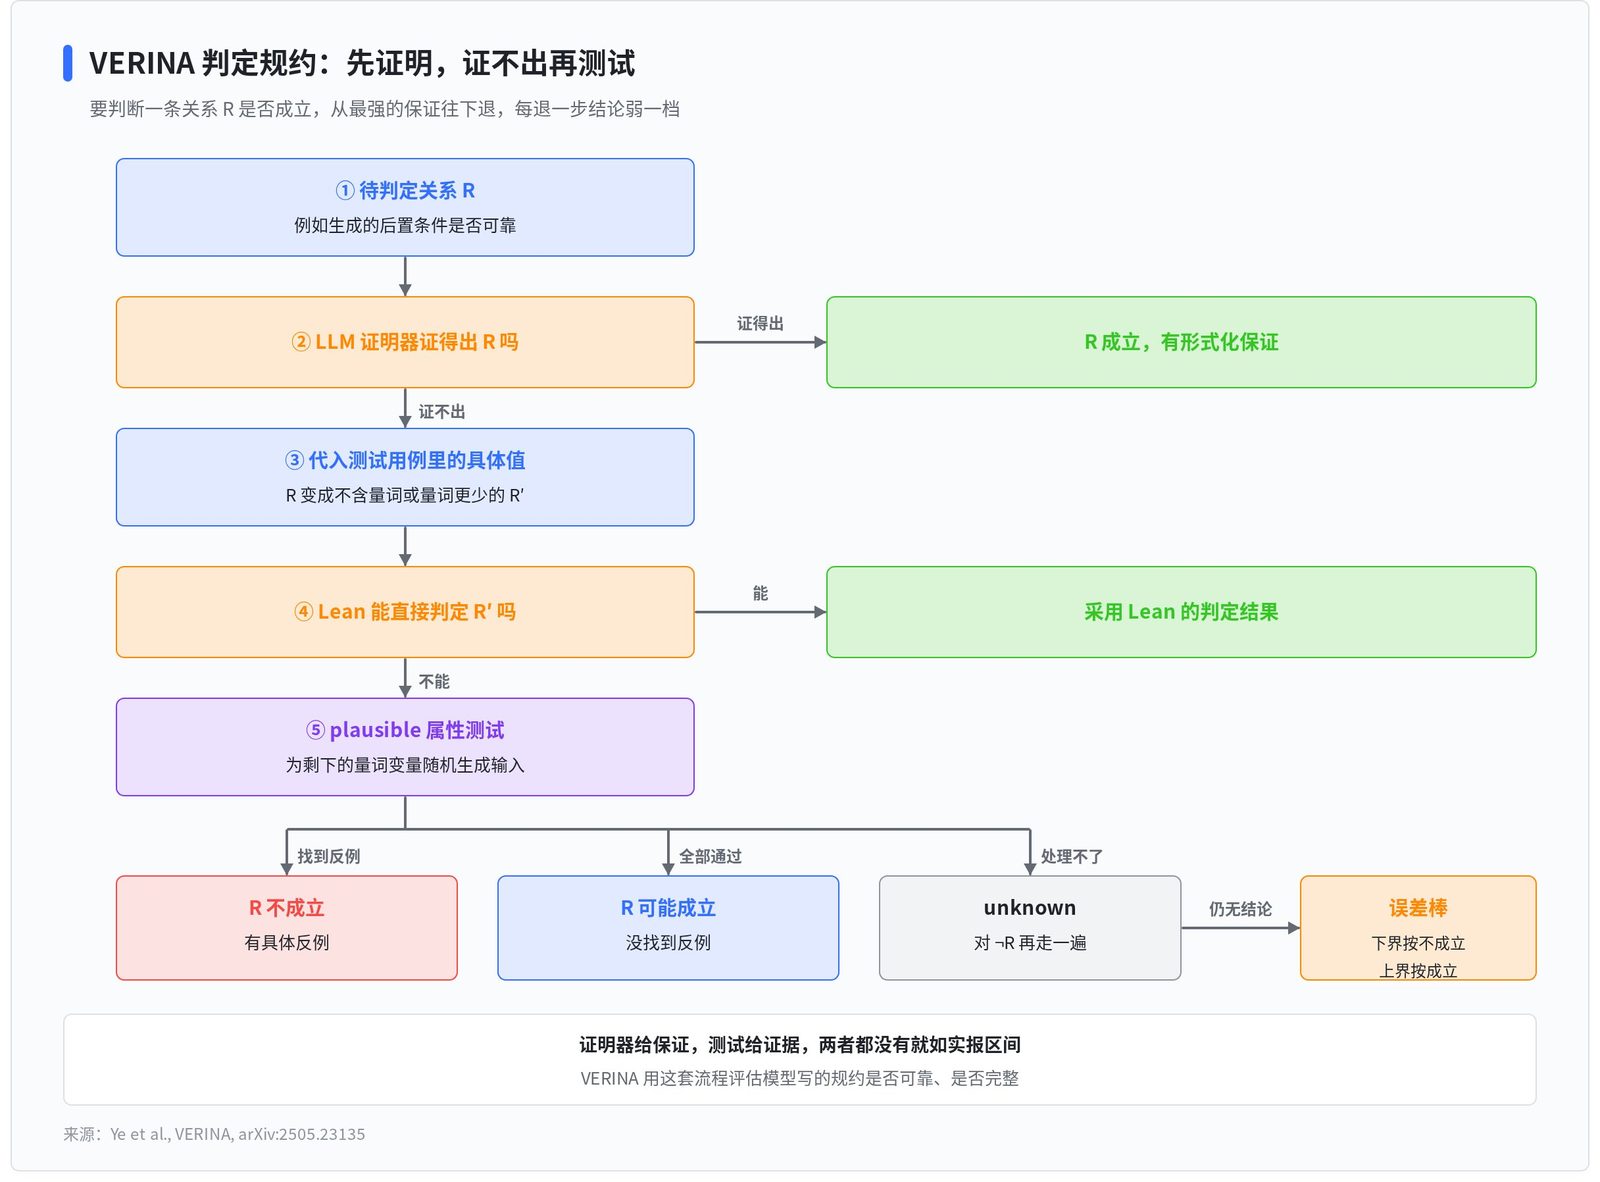 VERINA 判定规约：先证明，证不出再测试
要判断一条关系 R 是否成立，从最强的保证往下退，每退一步结论弱一档
① 待判定关系 R
例如生成的后置条件是否可靠
② LLM 证明器证得出 R 吗
证得出
R 成立，有形式化保证
证不出
③ 代入测试用例里的具体值
R 变成不含量词或量词更少的 R′
④ Lean 能直接判定 R′ 吗
能
采用 Lean 的判定结果
不能
⑤ plausible 属性测试
为剩下的量词变量随机生成输入
找到反例
全部通过
处理不了
R 不成立
有具体反例
R 可能成立
没找到反例
unknown
对 ¬R 再走一遍
仍无结论
误差棒
下界按不成立
上界按成立
证明器给保证，测试给证据，两者都没有就如实报区间
VERINA 用这套流程评估模型写的规约是否可靠、是否完整
来源：Ye et al., VERINA, arXiv:2505.23135